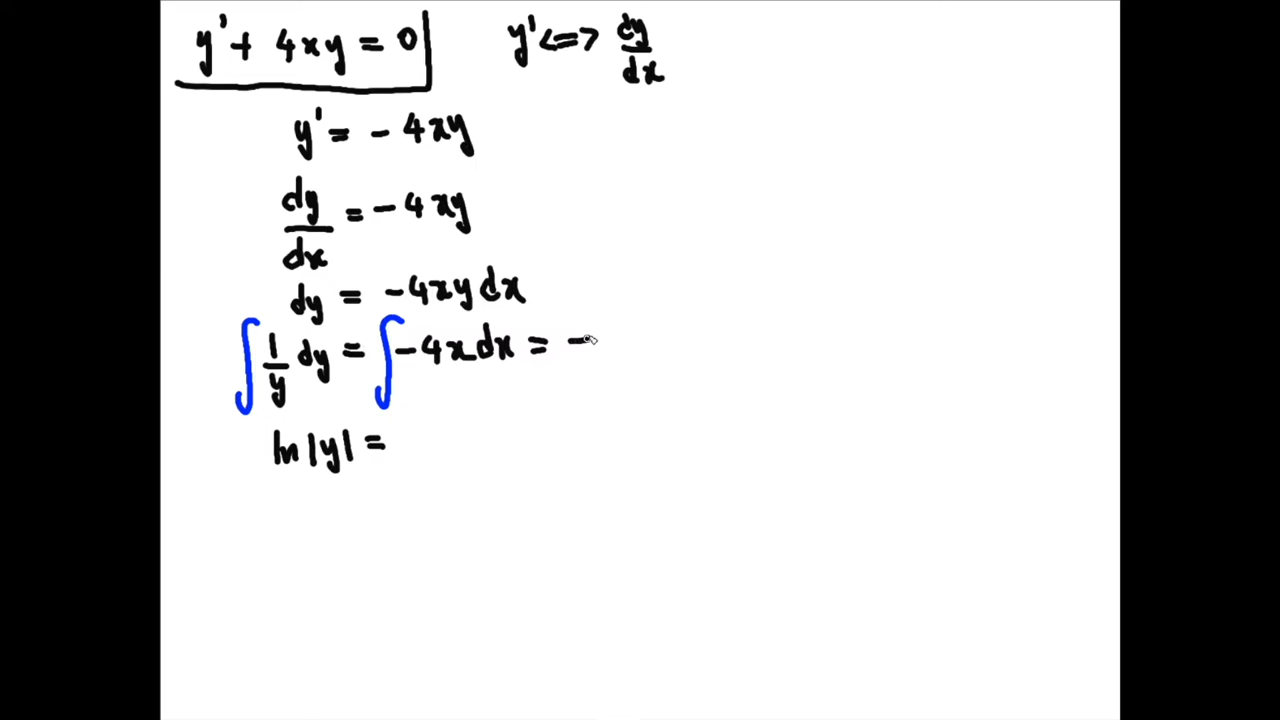 y' + 4xy = 0
y' <=> dy/dx
y' = - 4xy
dy/dx = - 4xy
dy = -4xy dx
∫ 1/y dy = ∫ -4x dx = -
ln |y| =